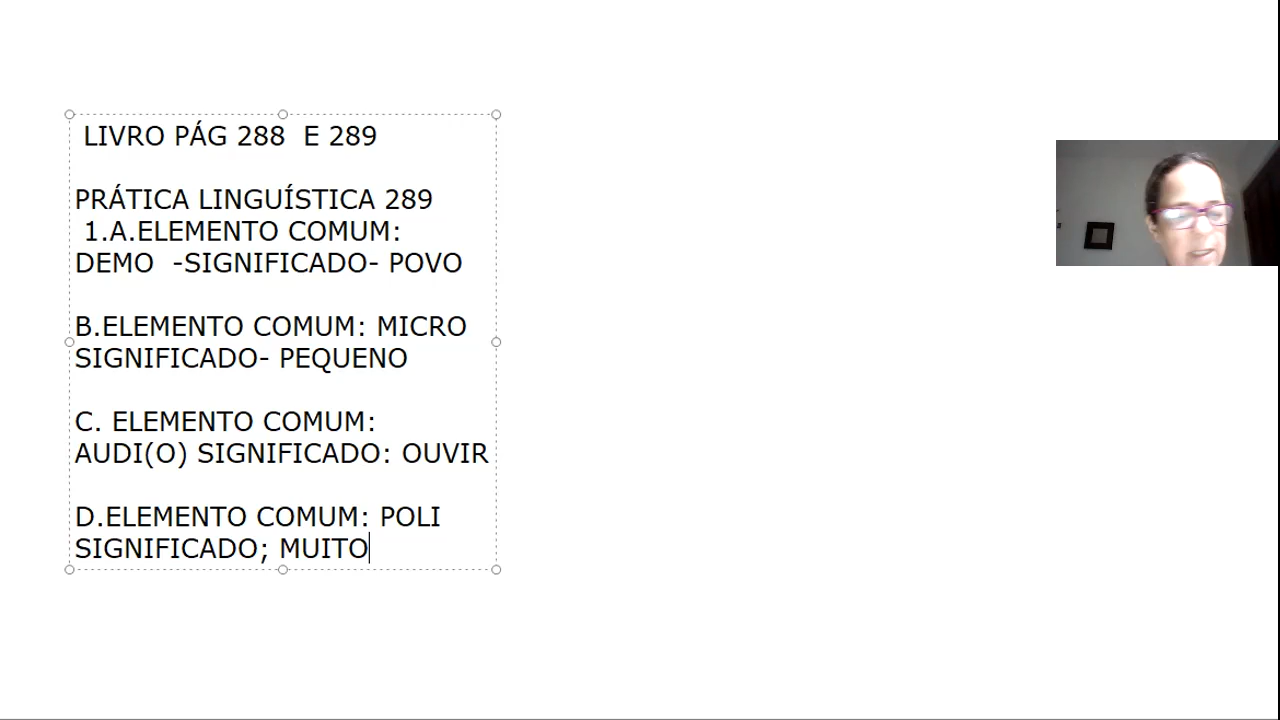 LIVRO PÁG 288  E 289
PRÁTICA LINGUÍSTICA 289
1.A.ELEMENTO COMUM:
DEMO  -SIGNIFICADO- POVO
B.ELEMENTO COMUM: MICRO
SIGNIFICADO- PEQUENO
C. ELEMENTO COMUM:
AUDI(O) SIGNIFICADO: OUVIR
D.ELEMENTO COMUM: POLI
SIGNIFICADO; MUITO